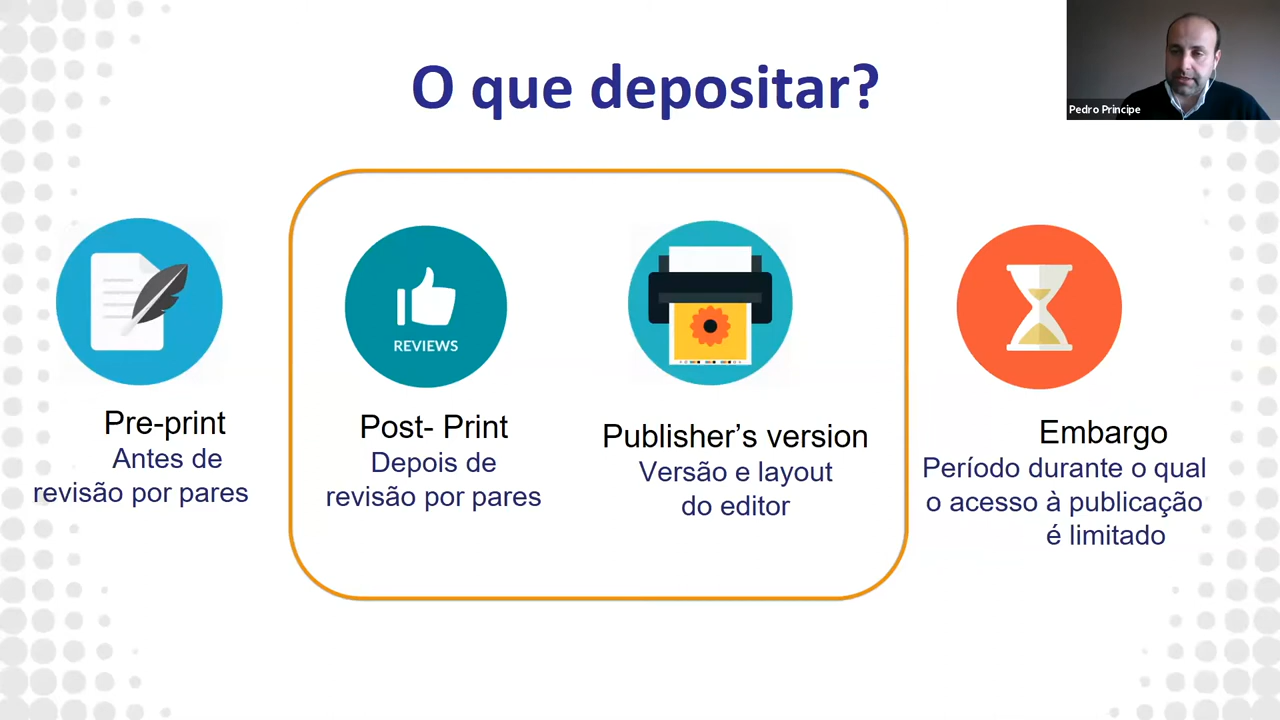 O que depositar?
Pedro Príncipe
REVIEWS
Pre-print
Antes de
revisão por pares
Post- Print
Depois de
revisão por pares
Publisher’s version
Versão e layout
do editor
Embargo
Período durante o qual
o acesso à publicação
é limitado